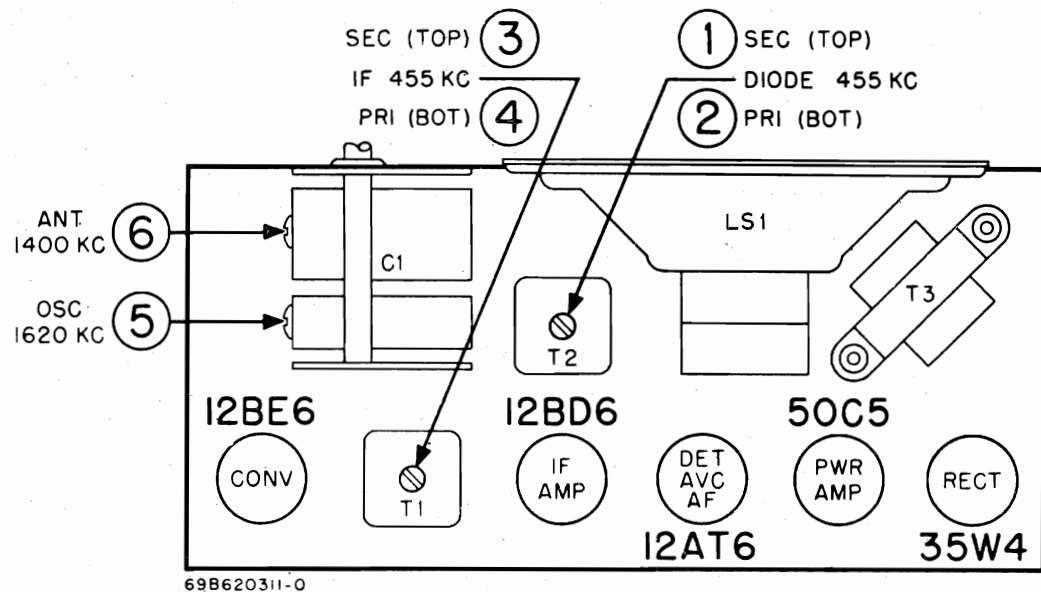 SEC (TOP) 3
IF 455 KC
PRI (BOT) 4
1 SEC (TOP)
DIODE 455 KC
2 PRI (BOT)
ANT.
1400 KC
6
OSC
1620 KC
5
C1
LS1
T3
T2
12BE6
12BD6
50C5
CONV
T1
IF
AMP
DET
AVC
AF
PWR
AMP
RECT
12AT6
35W4
69B620311-0